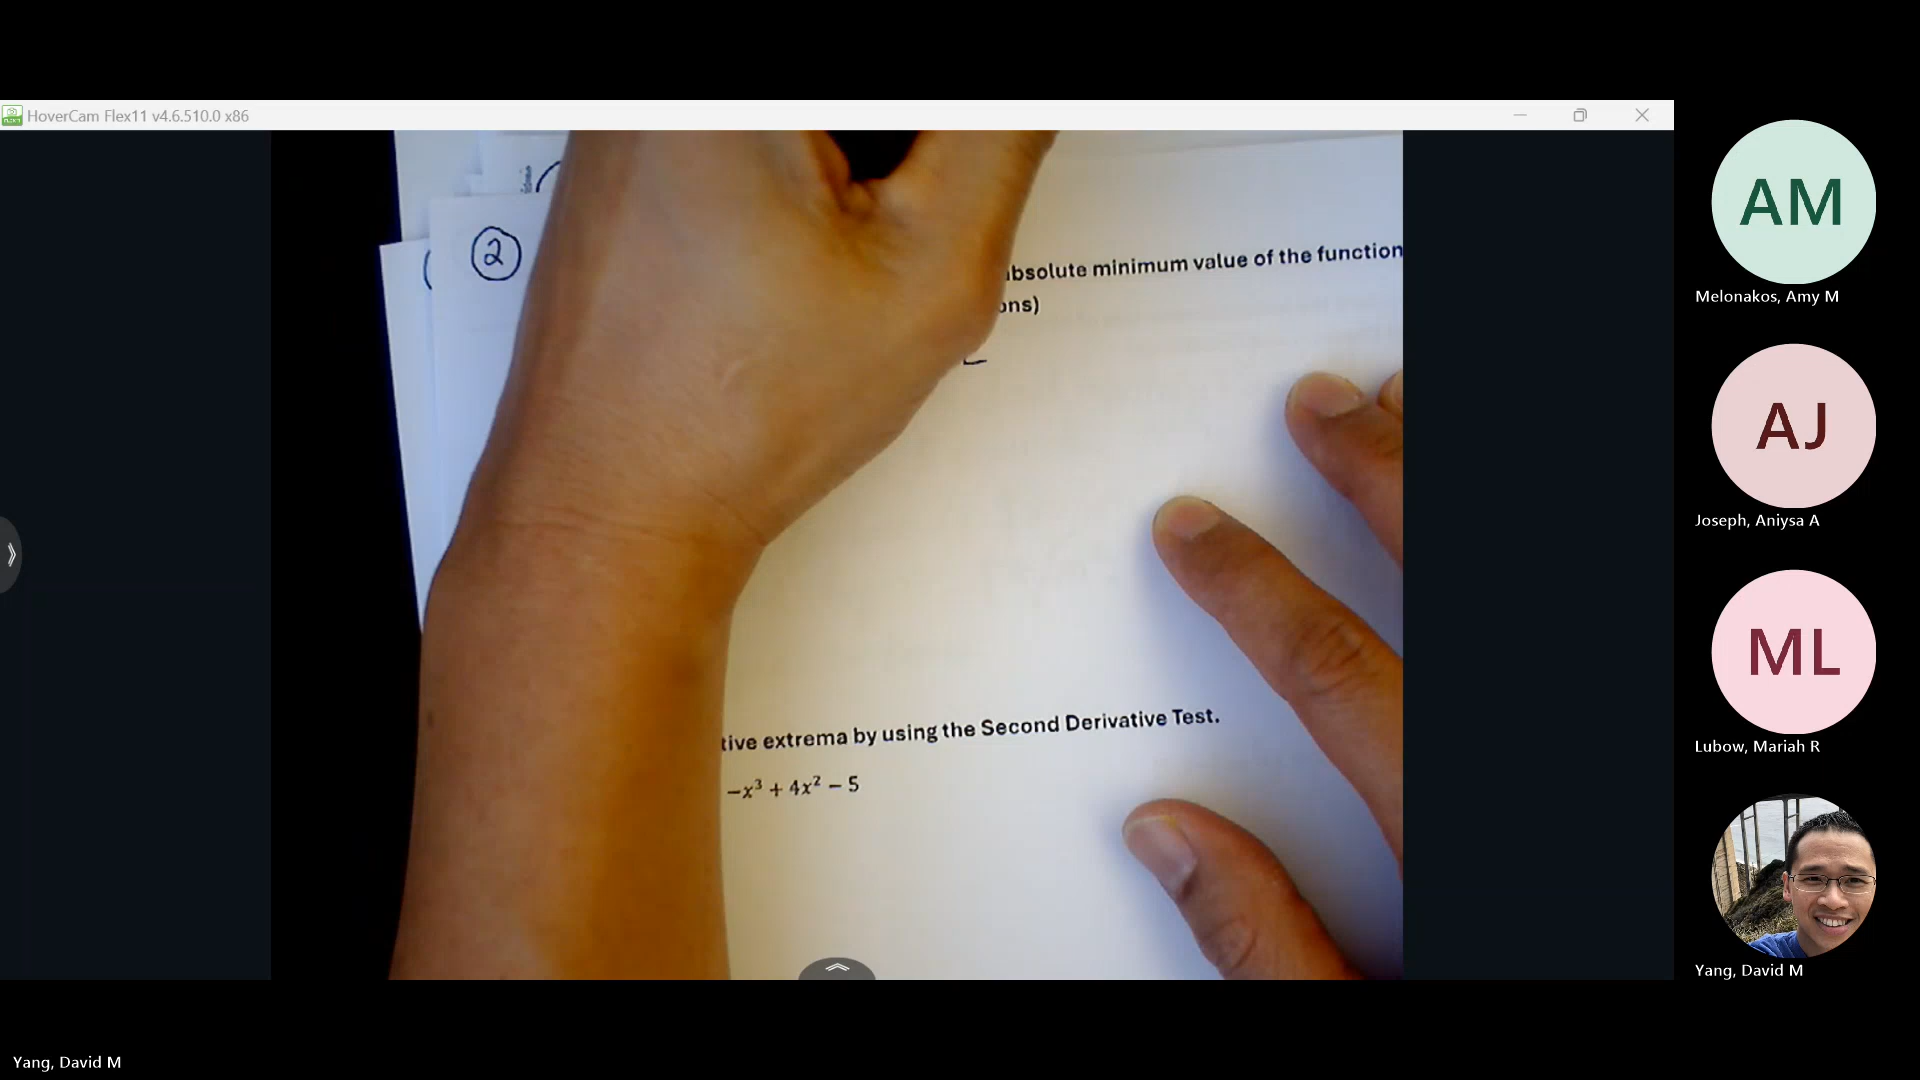 HoverCam Flex11 v4.6.510.0 x86
2
absolute minimum value of the function
ons)
tive extrema by using the Second Derivative Test.
−x³ + 4x² − 5
AM
Melonakos, Amy M
AJ
Joseph, Aniysa A
ML
Lubow, Mariah R
Yang, David M
Yang, David M